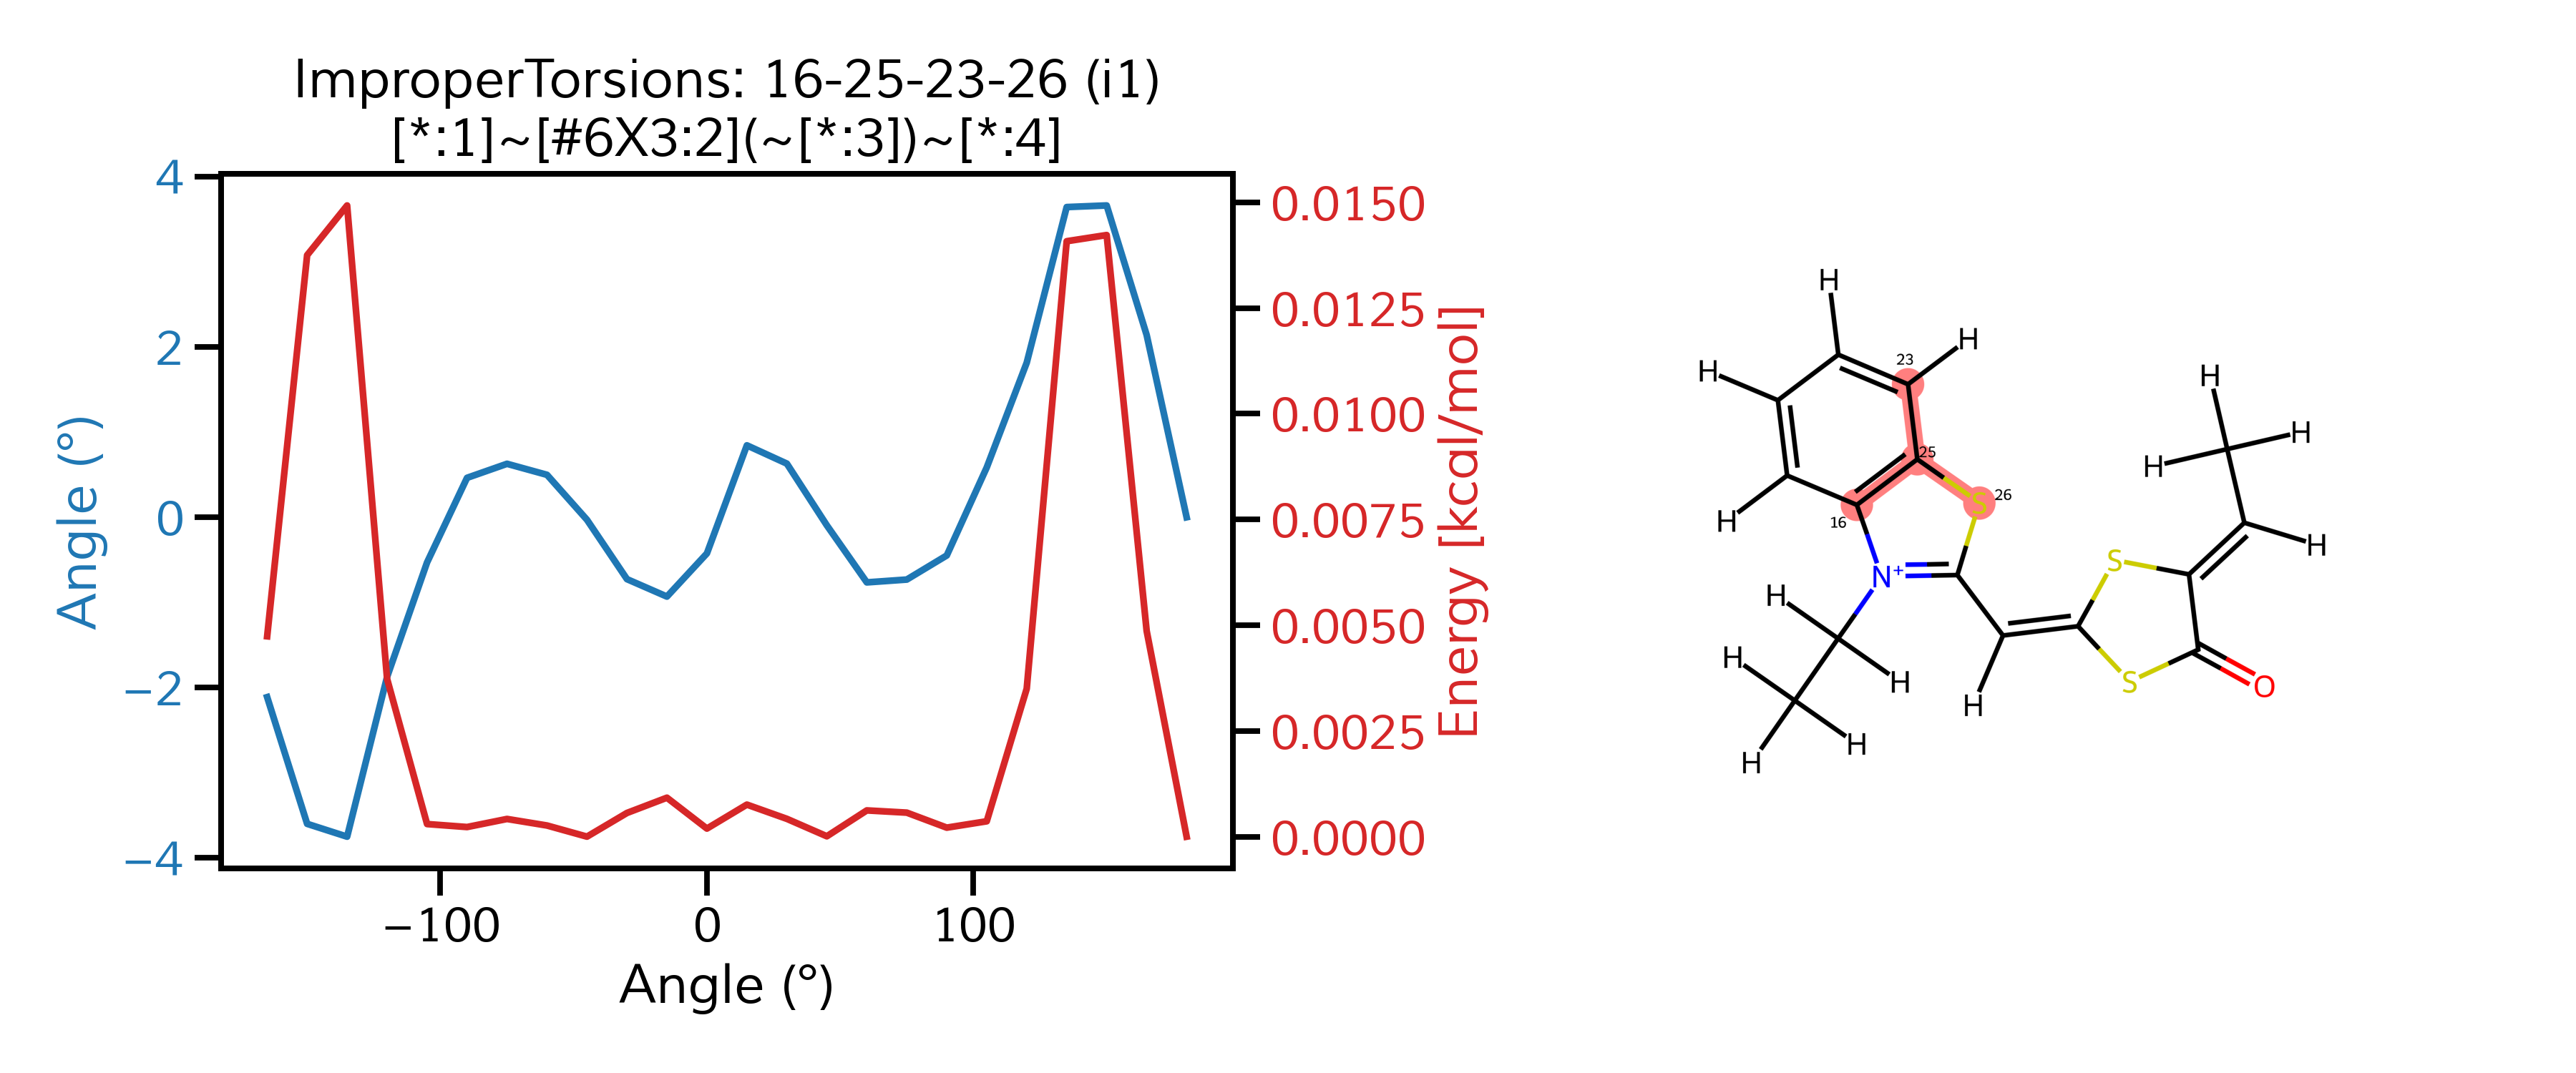 ImproperTorsions: 16-25-23-26 (i1)
[*:1]~[#6X3:2](~[*:3])~[*:4]
4
2
0
−2
−4
Angle (°)
−100
0
100
Angle (°)
0.0150
0.0125
0.0100
0.0075
0.0050
0.0025
0.0000
Energy [kcal/mol]
H
H
H
23
H
H
H
25
S
26
16
H
H
S
N⁺
H
H
S
O
H
H
H
H